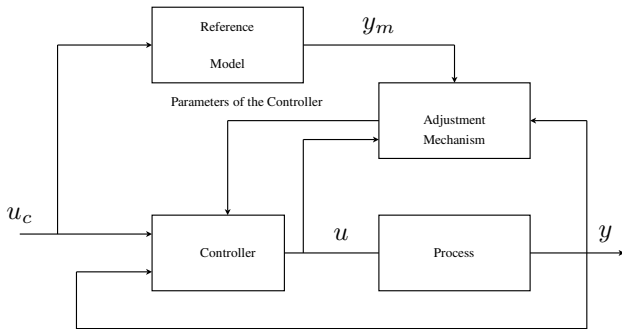 Reference
Model
y_m
Parameters of the Controller
Adjustment
Mechanism
u_c
Controller
u
Process
y